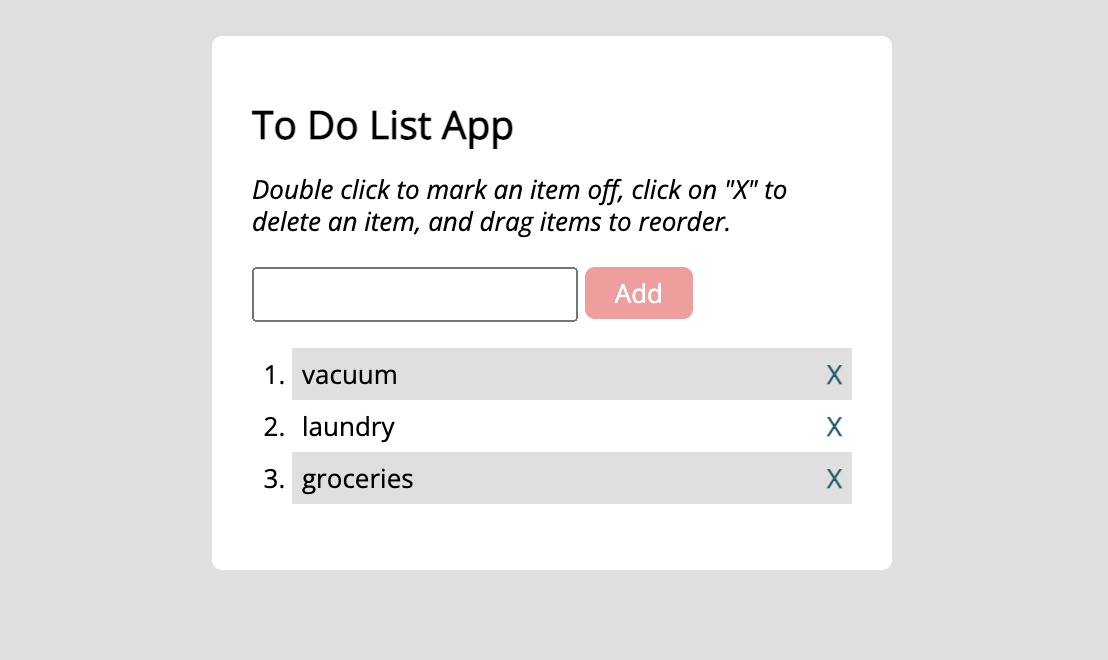 To Do List App
Double click to mark an item off, click on "X" to
delete an item, and drag items to reorder.
Add
1. vacuum X
2. laundry X
3. groceries X